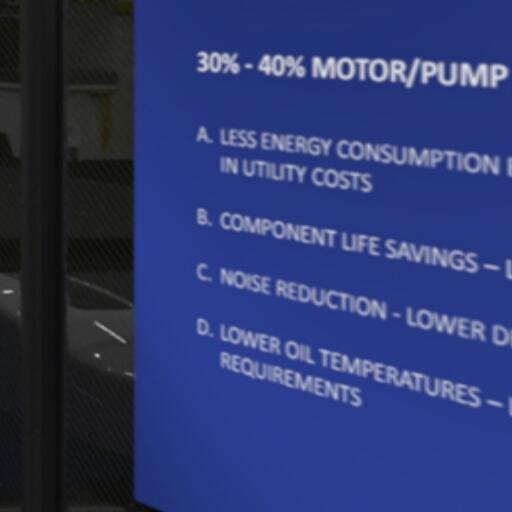 30% - 40% MOTOR/PUMP
A. LESS ENERGY CONSUMPTION
IN UTILITY COSTS
B. COMPONENT LIFE SAVINGS –
C. NOISE REDUCTION - LOWER
D. LOWER OIL TEMPERATURES –
REQUIREMENTS